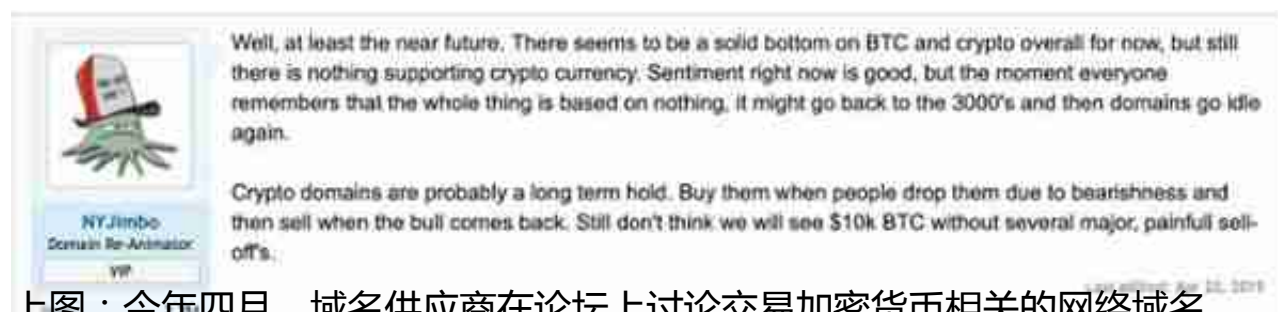 Well, at least the near future. There seems to be a solid bottom on BTC and crypto overall for now, but still
there is nothing supporting crypto currency. Sentiment right now is good, but the moment everyone
remembers that the whole thing is based on nothing, it might go back to the 3000's and then domains go idle
again.
Crypto domains are probably a long term hold. Buy them when people drop them due to bearishness and
then sell when the bull comes back. Still don't think we will see $10k BTC without several major, painfull sell-
off's.
NYJimbo
Domain Re-Animator
VIP
上图：今年四月，域名供应商在论坛上讨论交易加密货币相关的网络域名